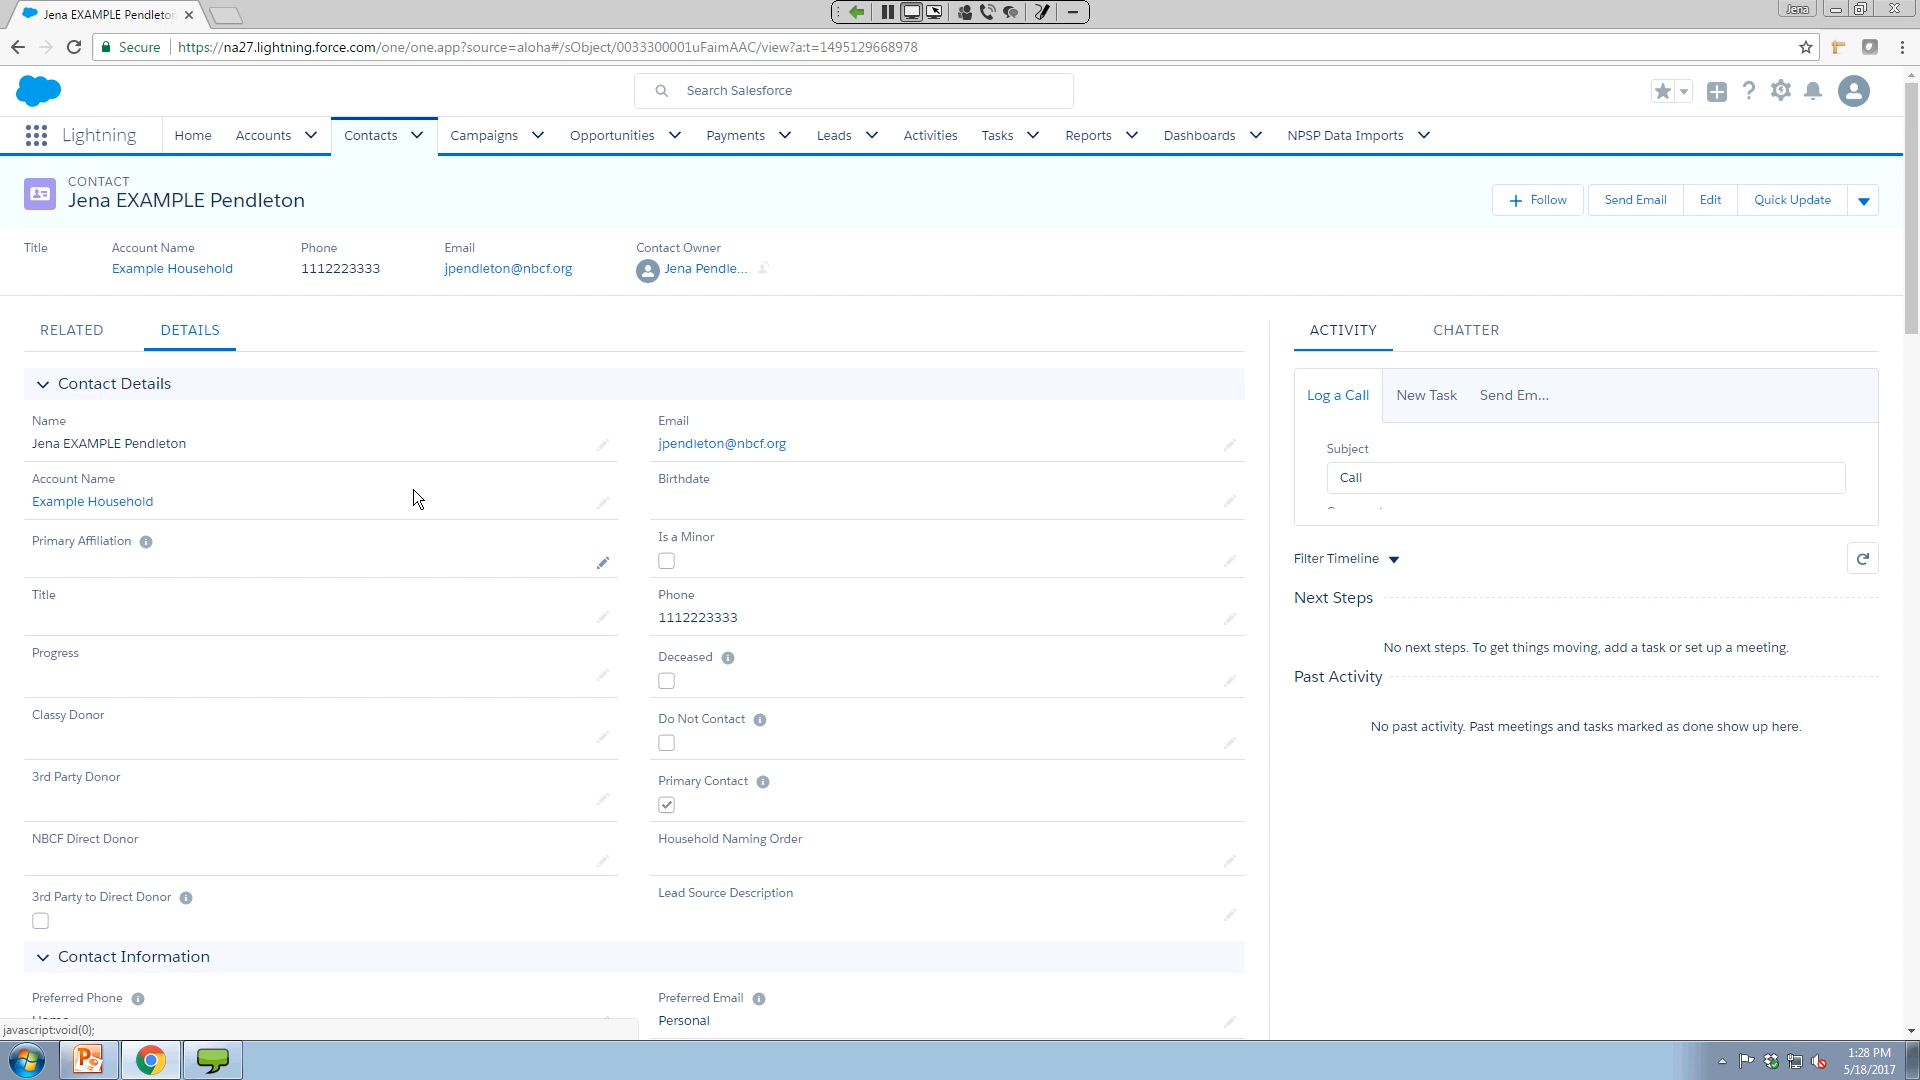 Jena EXAMPLE Pendleton
Jena
Secure
https://na27.lightning.force.com/one/one.app?source=aloha#/sObject/0033300001uFaimAAC/view?a:t=1495129668978
Search Salesforce
Lightning
Home
Accounts
Contacts
Campaigns
Opportunities
Payments
Leads
Activities
Tasks
Reports
Dashboards
NPSP Data Imports
CONTACT
Jena EXAMPLE Pendleton
Follow
Send Email
Edit
Quick Update
Title
Account Name
Phone
Email
Contact Owner
Example Household
1112223333
jpendleton@nbcf.org
Jena Pendle...
RELATED
DETAILS
Contact Details
Name
Jena EXAMPLE Pendleton
Email
jpendleton@nbcf.org
Account Name
Example Household
Birthdate
Primary Affiliation
Is a Minor
Title
Phone
1112223333
Progress
Deceased
Classy Donor
Do Not Contact
3rd Party Donor
Primary Contact
NBCF Direct Donor
Household Naming Order
3rd Party to Direct Donor
Lead Source Description
Contact Information
Preferred Phone
Preferred Email
Personal
javascript:void(0);
ACTIVITY
CHATTER
Log a Call
New Task
Send Em...
Subject
Call
Filter Timeline
Next Steps
No next steps. To get things moving, add a task or set up a meeting.
Past Activity
No past activity. Past meetings and tasks marked as done show up here.
1:28 PM
5/18/2017